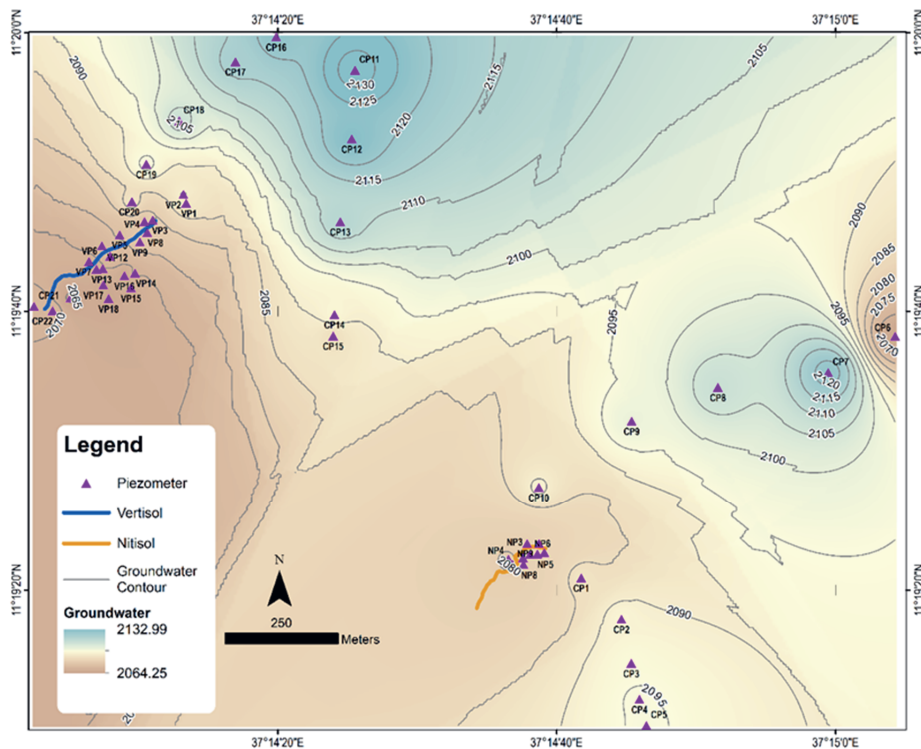 37°14'20"E
37°14'40"E
37°15'0"E
11°20'0"N
11°20'0"N
CP16
2105
2090
CP17
CP11
2130
2125
2115
CP18
2105
2120
CP12
CP19
2115
2090
VP2
CP20
VP1
2110
VP4
VP3
CP13
VP5
VP8
VP6
VP9
2085
VP12
2100
2080
VP7
VP13
VP14
VP16
2075
CP21
2065
VP17
VP15
2085
2095
2095
11°19'40"N
11°19'40"N
VP18
CP22
2070
CP14
CP6
2070
CP15
CP7
2120
CP8
2115
2110
CP9
2105
Legend
2100
Piezometer
CP10
Vertisol
Nitisol
NP3
NP6
NP4
NP9
NP5
2080
NP8
Groundwater
Contour
N
CP1
11°19'20"N
11°19'20"N
Groundwater
2132.99
2090
250
CP2
Meters
2064.25
CP3
2095
CP4
CP5
37°14'20"E
37°14'40"E
37°15'0"E